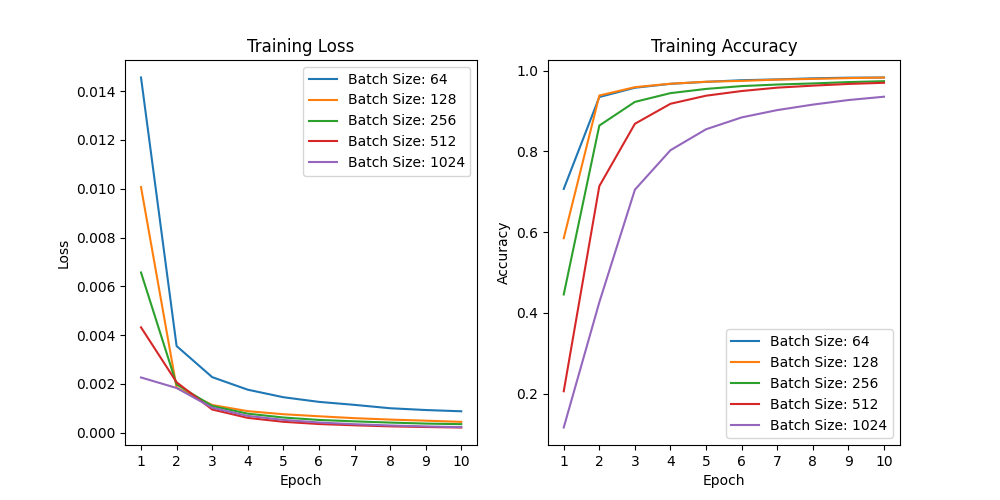 Training Loss
Loss
0.014
0.012
0.010
0.008
0.006
0.004
0.002
0.000
Batch Size: 64
Batch Size: 128
Batch Size: 256
Batch Size: 512
Batch Size: 1024
1 2 3 4 5 6 7 8 9 10
Epoch
Training Accuracy
Accuracy
1.0
0.8
0.6
0.4
0.2
Batch Size: 64
Batch Size: 128
Batch Size: 256
Batch Size: 512
Batch Size: 1024
1 2 3 4 5 6 7 8 9 10
Epoch